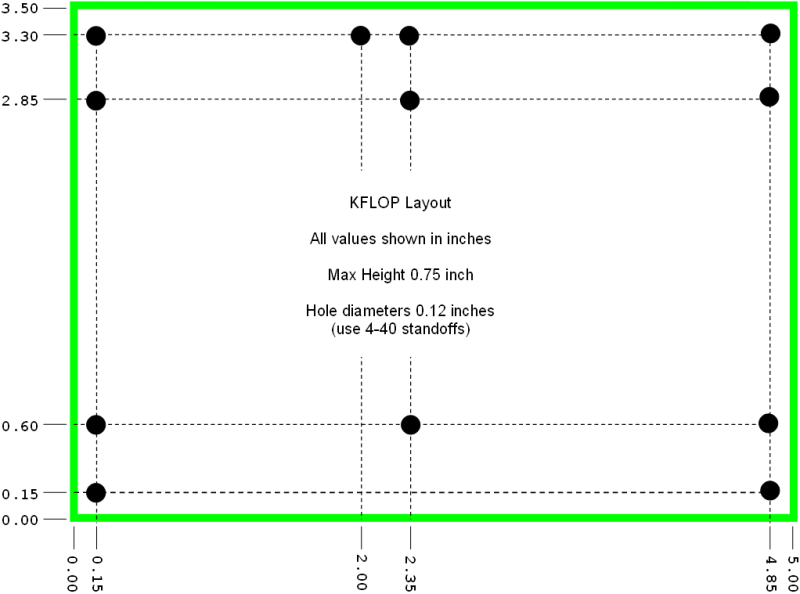 3.50
3.30
2.85
KFLOP Layout
All values shown in inches
Max Height 0.75 inch
Hole diameters 0.12 inches
(use 4-40 standoffs)
0.60
0.15
0.00
0.00
0.15
2.00
2.35
4.85
5.00